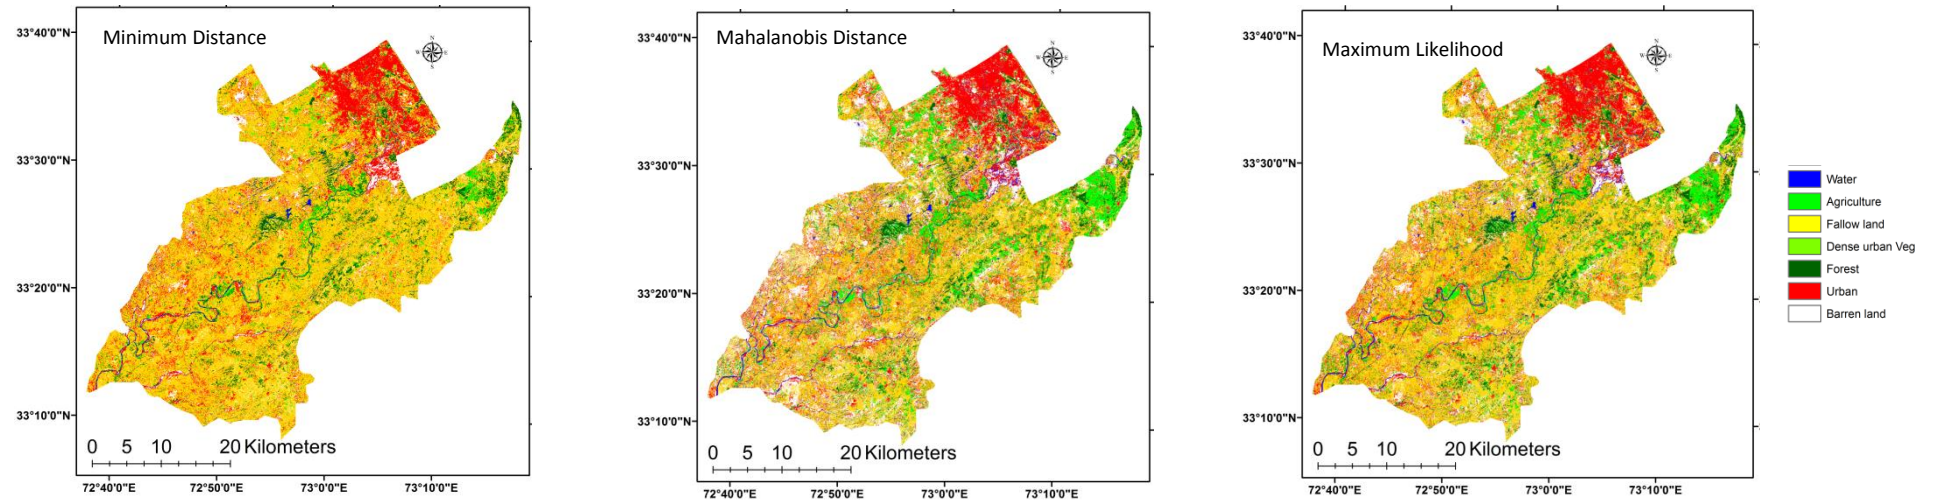 Minimum Distance
N
W E
S
33°40'0"N
33°30'0"N
33°20'0"N
33°10'0"N
0 5 10 20 Kilometers
72°40'0"E 72°50'0"E 73°0'0"E 73°10'0"E
Mahalanobis Distance
N
W E
S
33°40'0"N
33°30'0"N
33°20'0"N
33°10'0"N
0 5 10 20 Kilometers
72°40'0"E 72°50'0"E 73°0'0"E 73°10'0"E
Maximum Likelihood
N
W E
S
33°40'0"N
33°30'0"N
33°20'0"N
33°10'0"N
0 5 10 20 Kilometers
72°40'0"E 72°50'0"E 73°0'0"E 73°10'0"E
Water
Agriculture
Fallow land
Dense urban Veg
Forest
Urban
Barren land